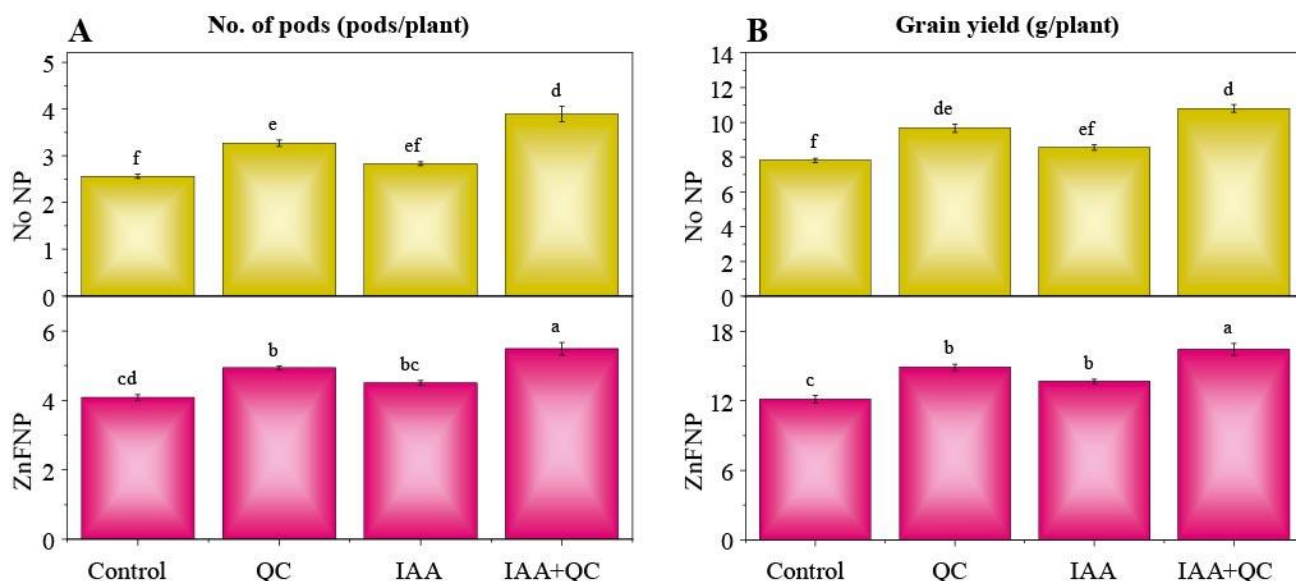 A
No. of pods (pods/plant)
5
4
3
2
1
0
No NP
f
e
ef
d
6
4
2
0
ZnFNP
cd
b
bc
a
Control
QC
IAA
IAA+QC
B
Grain yield (g/plant)
14
12
10
8
6
4
2
0
No NP
f
de
ef
d
18
12
6
0
ZnFNP
c
b
b
a
Control
QC
IAA
IAA+QC